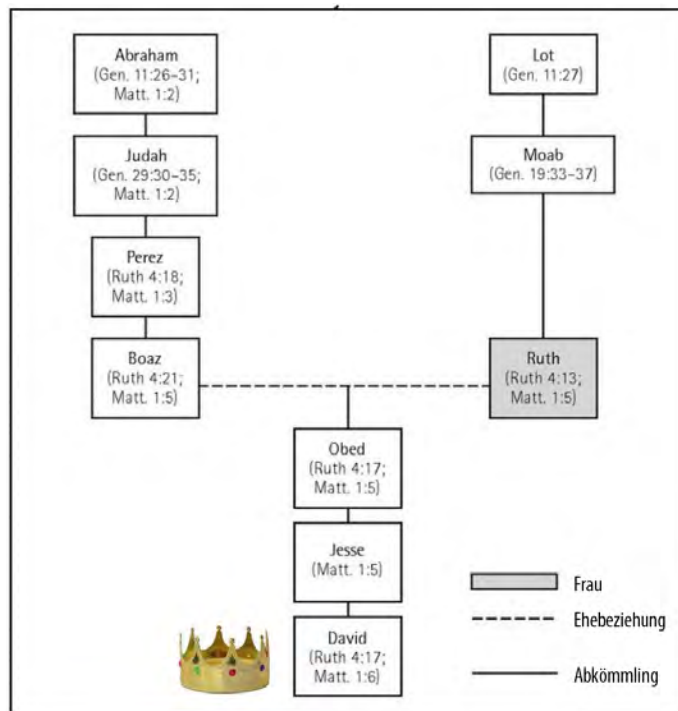 Abraham
(Gen. 11:26–31;
Matt. 1:2)
Judah
(Gen. 29:30–35;
Matt. 1:2)
Perez
(Ruth 4:18;
Matt. 1:3)
Boaz
(Ruth 4:21;
Matt. 1:5)
Lot
(Gen. 11:27)
Moab
(Gen. 19:33–37)
Ruth
(Ruth 4:13;
Matt. 1:5)
Obed
(Ruth 4:17;
Matt. 1:5)
Jesse
(Matt. 1:5)
David
(Ruth 4:17;
Matt. 1:6)
Frau
Ehebeziehung
Abkömmling